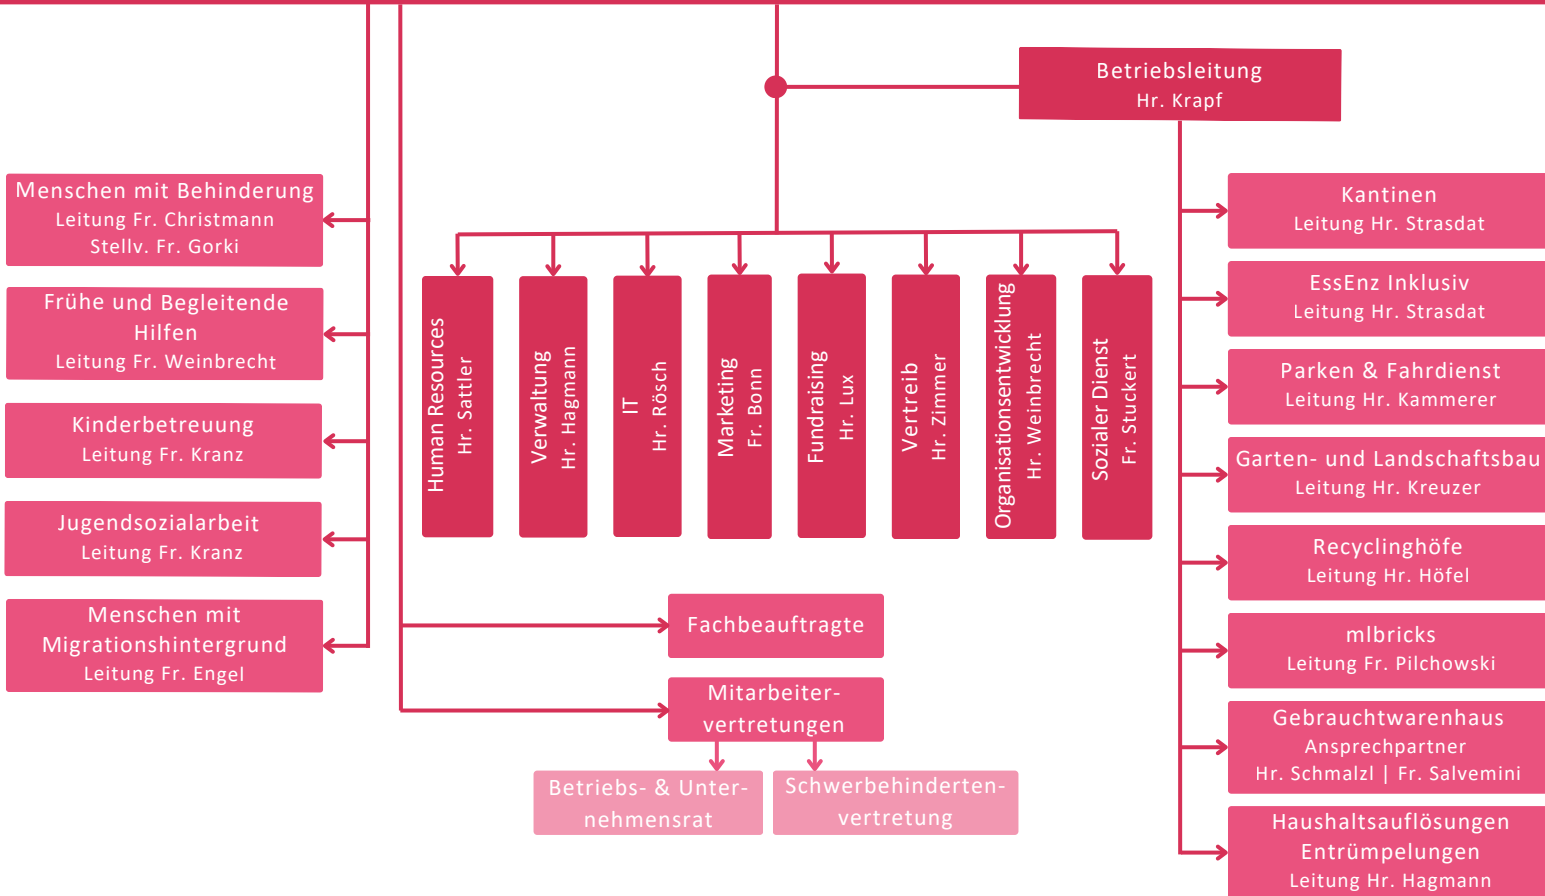 Betriebsleitung
Hr. Krapf
Menschen mit Behinderung
Leitung Fr. Christmann
Stellv. Fr. Gorki
Frühe und Begleitende
Hilfen
Leitung Fr. Weinbrecht
Kinderbetreuung
Leitung Fr. Kranz
Jugendsozialarbeit
Leitung Fr. Kranz
Menschen mit
Migrationshintergrund
Leitung Fr. Engel
Human Resources
Hr. Sattler
Verwaltung
Hr. Hagmann
IT
Hr. Rösch
Marketing
Fr. Bonn
Fundraising
Hr. Lux
Vertreib
Hr. Zimmer
Organisationsentwicklung
Hr. Weinbrecht
Sozialer Dienst
Fr. Stuckert
Fachbeauftragte
Mitarbeiter-
vertretungen
Betriebs- & Unter-
nehmensrat
Schwerbehinderten-
vertretung
Kantinen
Leitung Hr. Strasdat
EssEnz Inklusiv
Leitung Hr. Strasdat
Parken & Fahrdienst
Leitung Hr. Kammerer
Garten- und Landschaftsbau
Leitung Hr. Kreuzer
Recyclinghöfe
Leitung Hr. Höfel
mlbricks
Leitung Fr. Pilchowski
Gebrauchtwarenhaus
Ansprechpartner
Hr. Schmalzl | Fr. Salvemini
Haushaltsauflösungen
Entrümpelungen
Leitung Hr. Hagmann